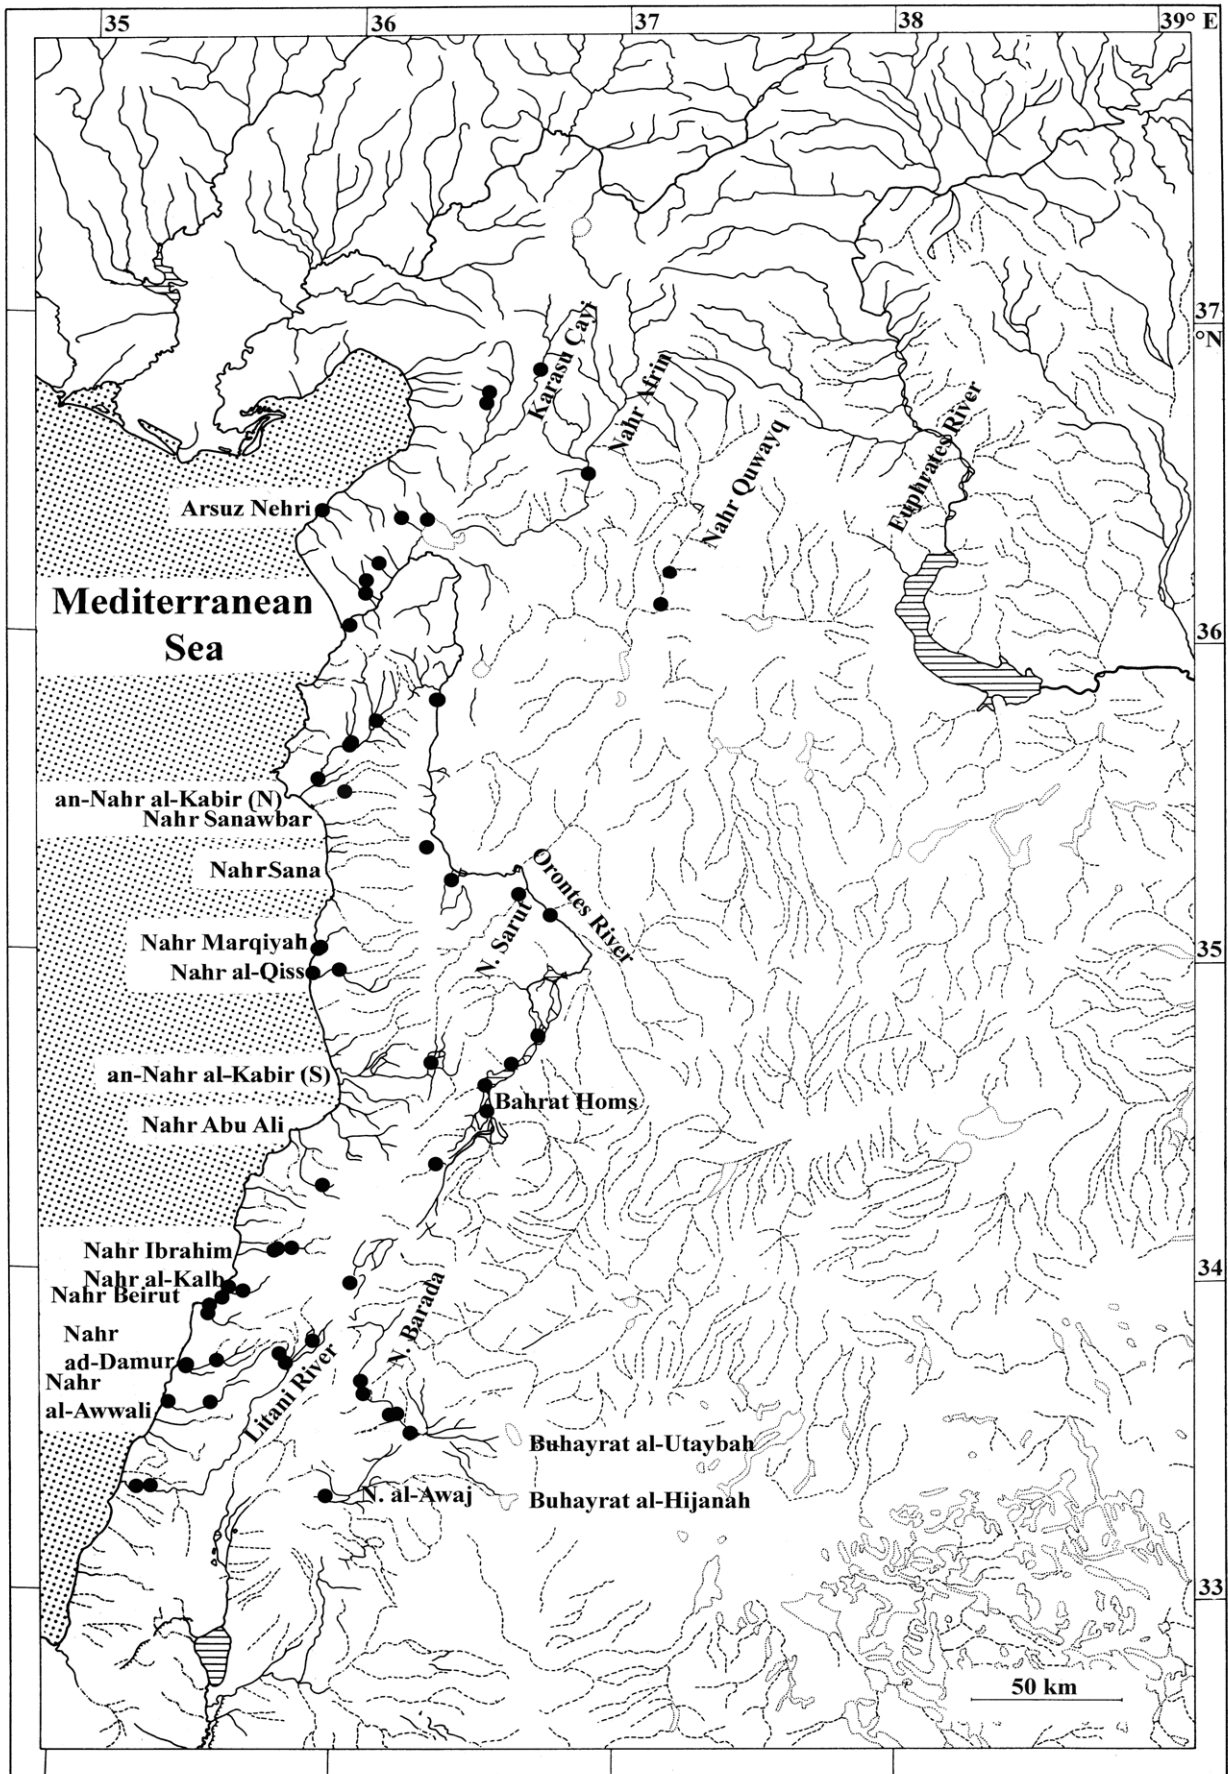 35
36
37
38
39° E
37
°N
Karasu Cayi
Nahr Afrin
Nahr Quwayq
Euphrates River
Arsuz Nehri
Mediterranean
Sea
36
an-Nahr al-Kabir (N)
Nahr Sanawbar
Nahr Sana
Orontes River
N. Sarut
Nahr Marqiyah
Nahr al-Qiss
35
an-Nahr al-Kabir (S)
Bahrat Homs
Nahr Abu Ali
Nahr Ibrahim
Nahr al-Kalb
Nahr Beirut
34
N. Barada
Nahr
ad-Damur
Nahr
al-Awwali
Litani River
Buhayrat al-Utaybah
N. al-Awaj
Buhayrat al-Hijanah
33
50 km